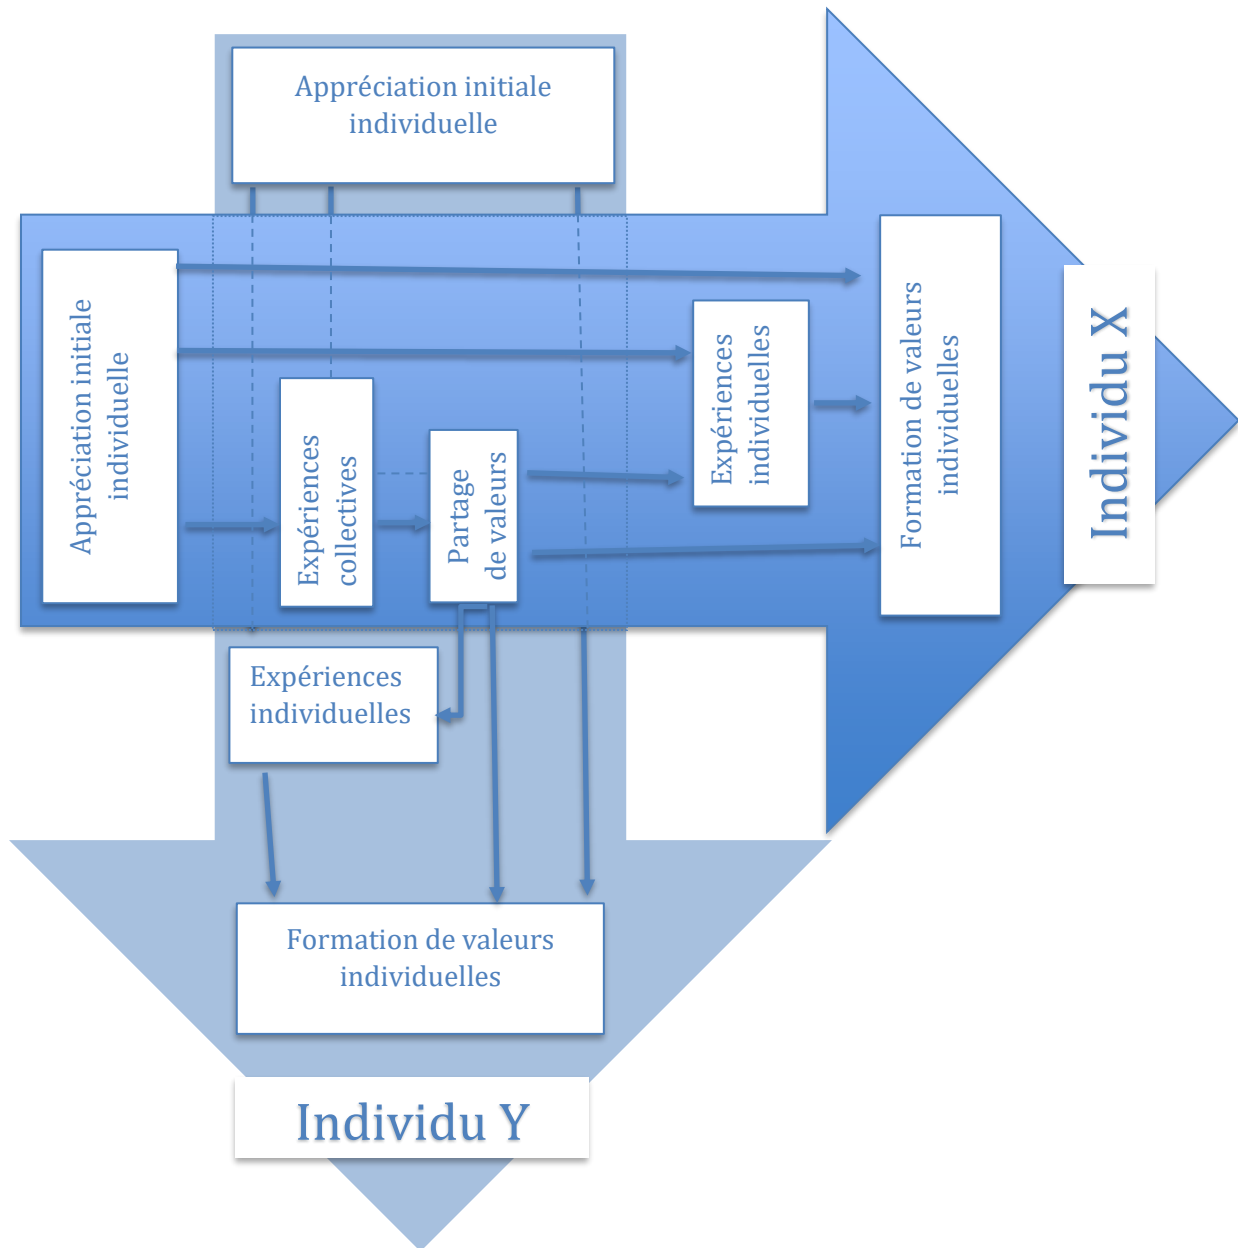 Appréciation initiale
individuelle
Appréciation initiale
individuelle
Expériences
collectives
Partage
de valeurs
Expériences
individuelles
Formation de valeurs
individuelles
Individu X
Expériences
individuelles
Formation de valeurs
individuelles
Individu Y